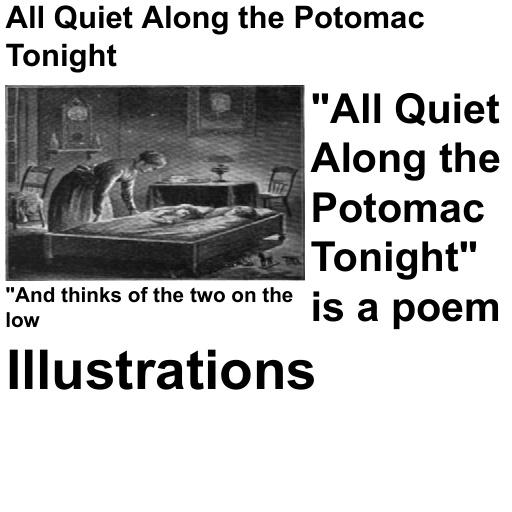 All Quiet Along the Potomac
Tonight
"All Quiet
Along the
Potomac
Tonight"
is a poem
"And thinks of the two on the
low
Illustrations